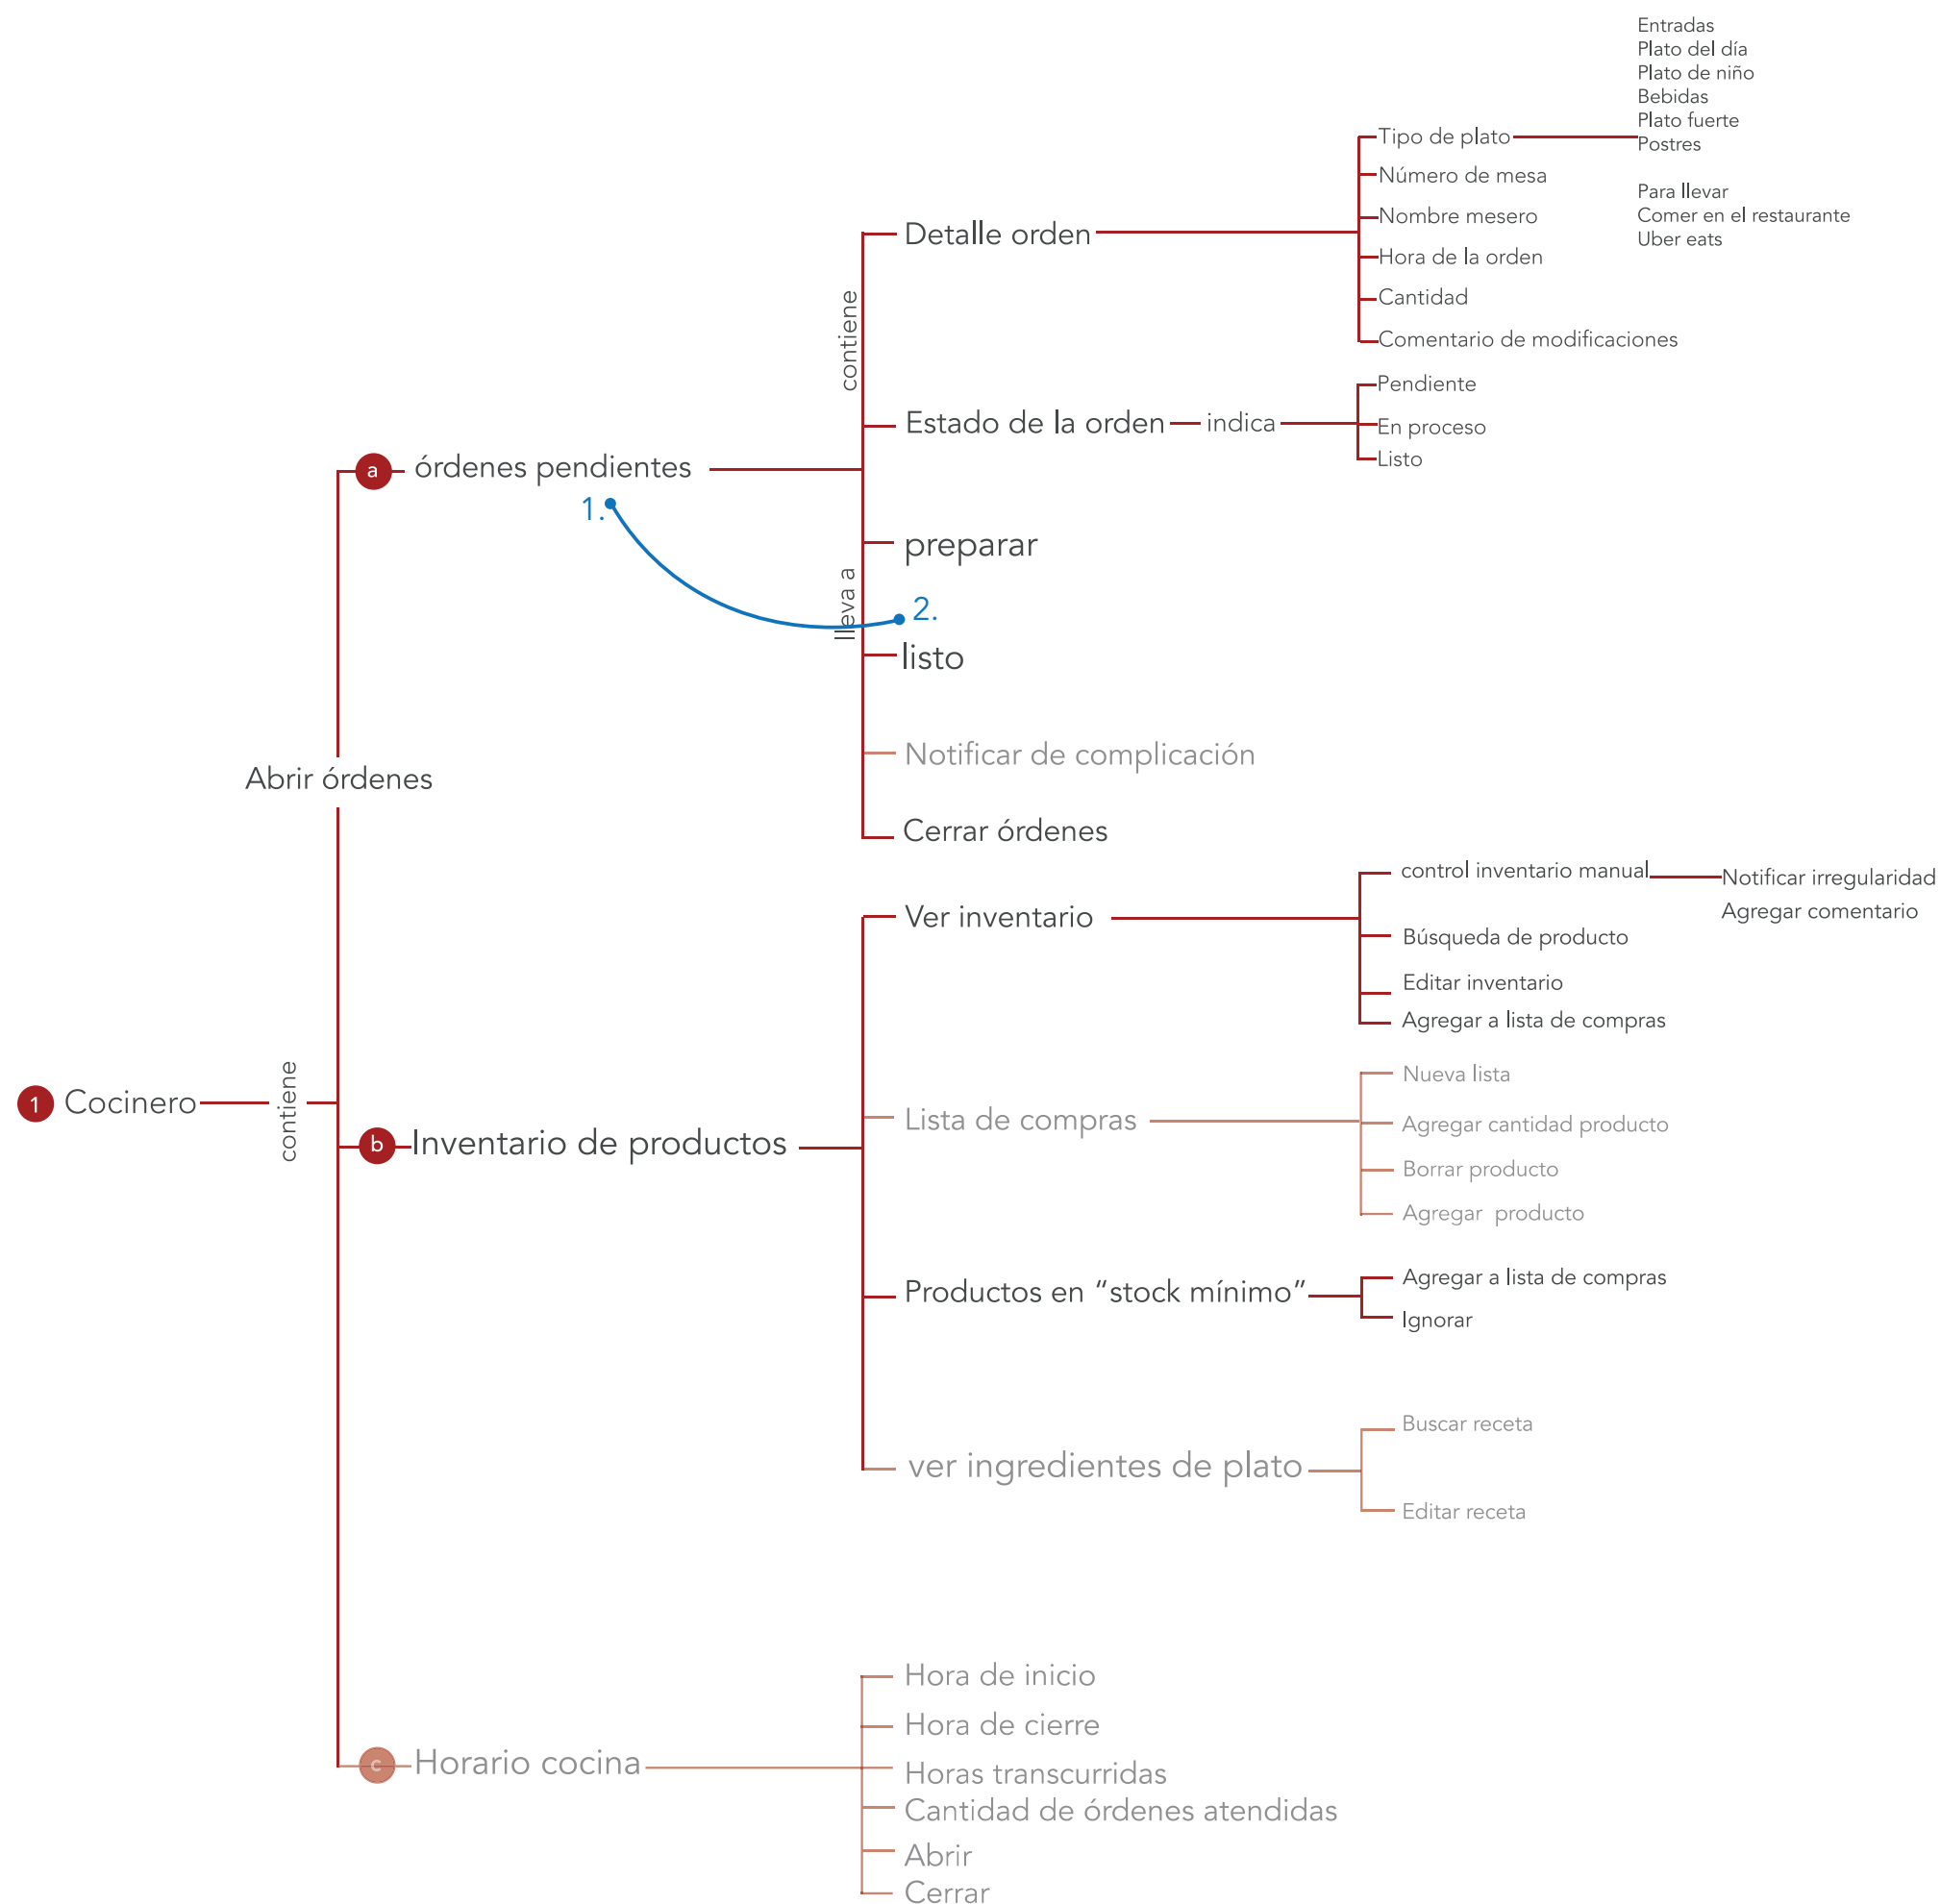 1 Cocinero
contiene
Abrir órdenes
a órdenes pendientes
1.
2.
contiene
lleva a
Detalle orden
Tipo de plato
Entradas
Plato del día
Plato de niño
Bebidas
Plato fuerte
Postres
Para llevar
Comer en el restaurante
Uber eats
Número de mesa
Nombre mesero
Hora de la orden
Cantidad
Comentario de modificaciones
Estado de la orden
indica
Pendiente
En proceso
Listo
preparar
listo
Notificar de complicación
Cerrar órdenes
b Inventario de productos
Ver inventario
control inventario manual
Notificar irregularidad
Agregar comentario
Búsqueda de producto
Editar inventario
Agregar a lista de compras
Lista de compras
Nueva lista
Agregar cantidad producto
Borrar producto
Agregar producto
Productos en “stock mínimo”
Agregar a lista de compras
Ignorar
ver ingredientes de plato
Buscar receta
Editar receta
c Horario cocina
Hora de inicio
Hora de cierre
Horas transcurridas
Cantidad de órdenes atendidas
Abrir
Cerrar